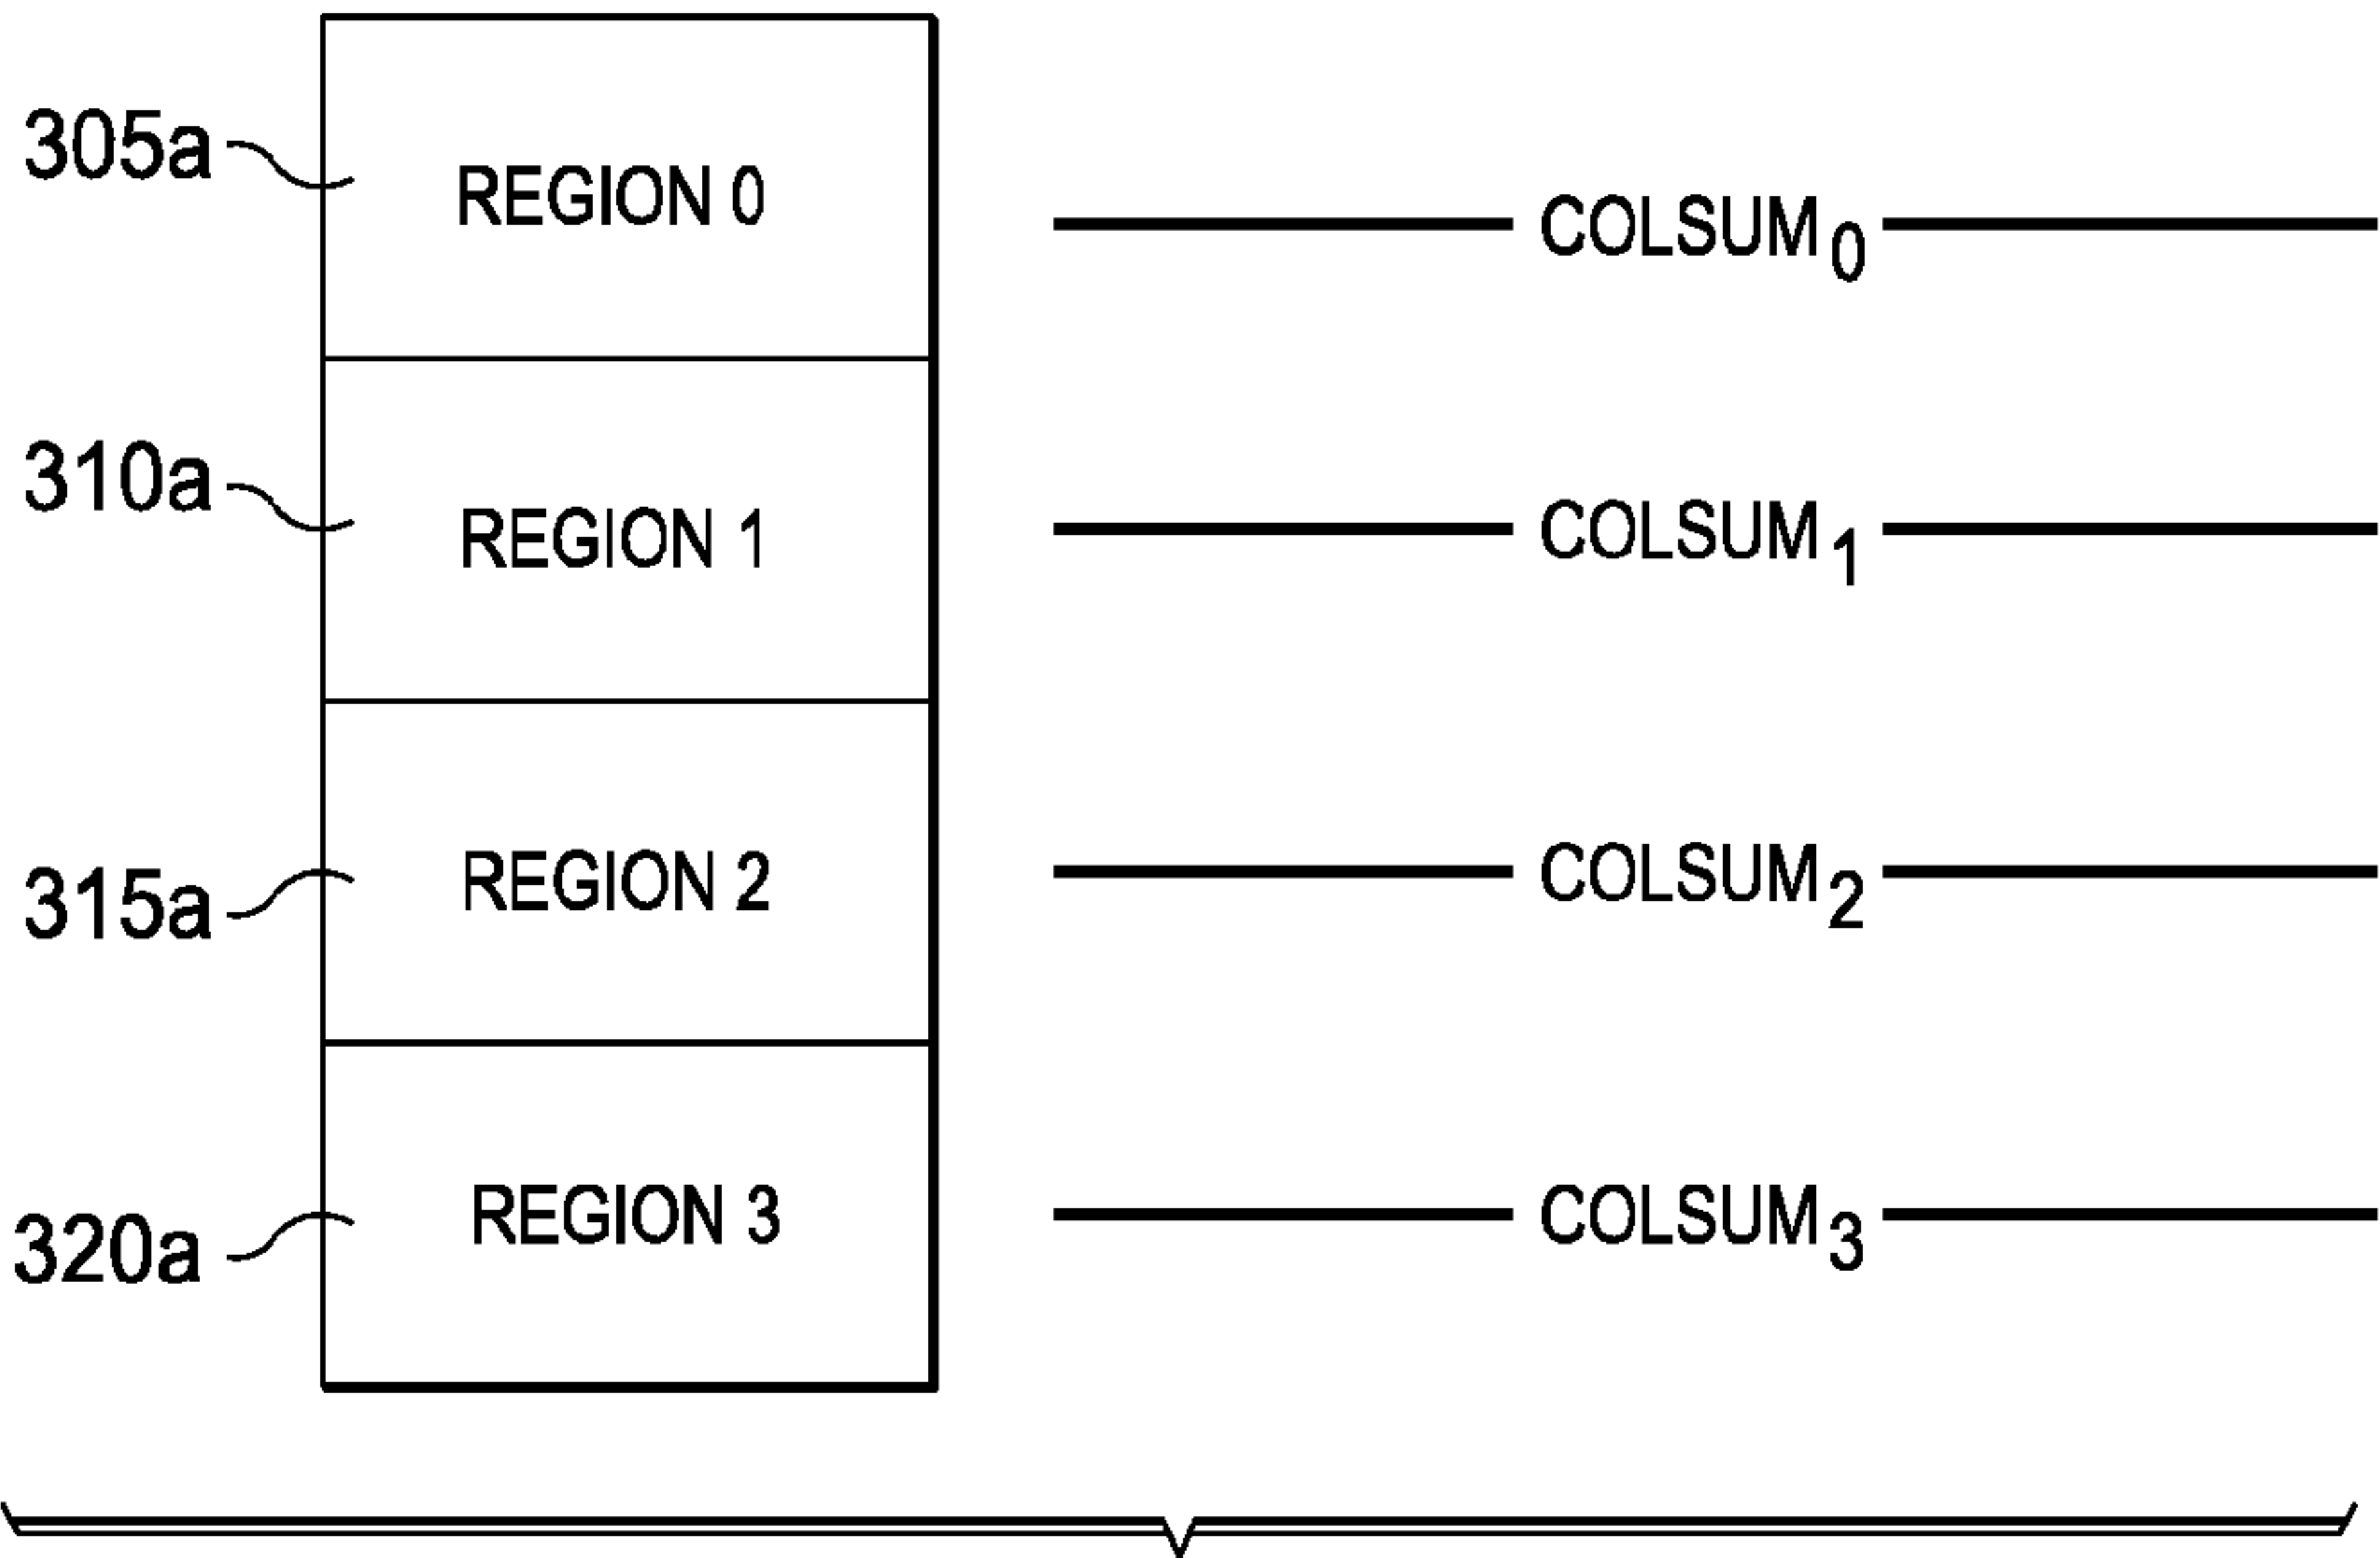 305a REGION 0 COLSUM₀
310a REGION 1 COLSUM₁
315a REGION 2 COLSUM₂
320a REGION 3 COLSUM₃